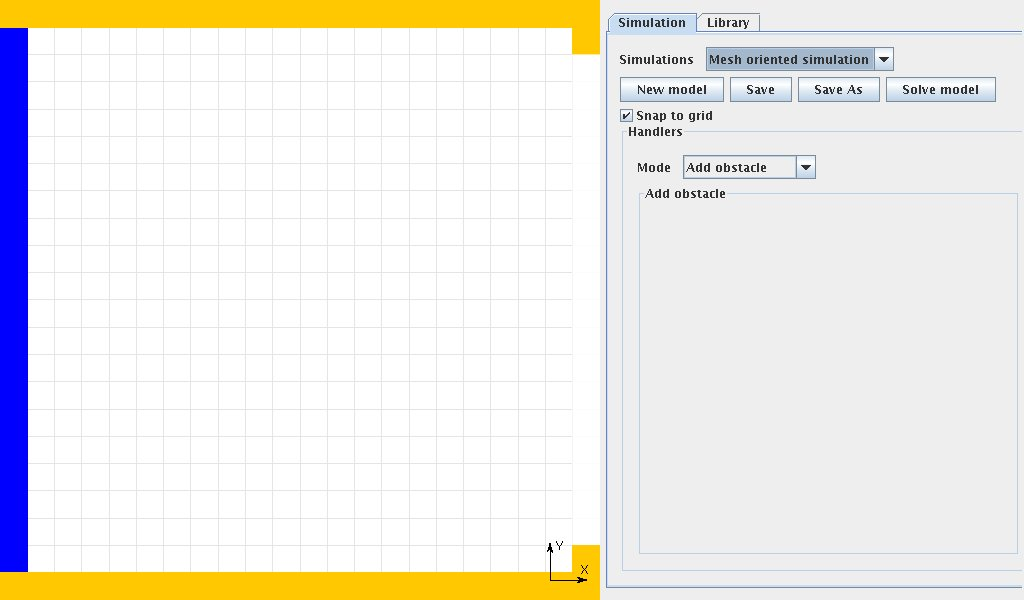 Simulation Library
Simulations Mesh oriented simulation
New model Save Save As Solve model
Snap to grid
Handlers
Mode Add obstacle
Add obstacle
Y
X